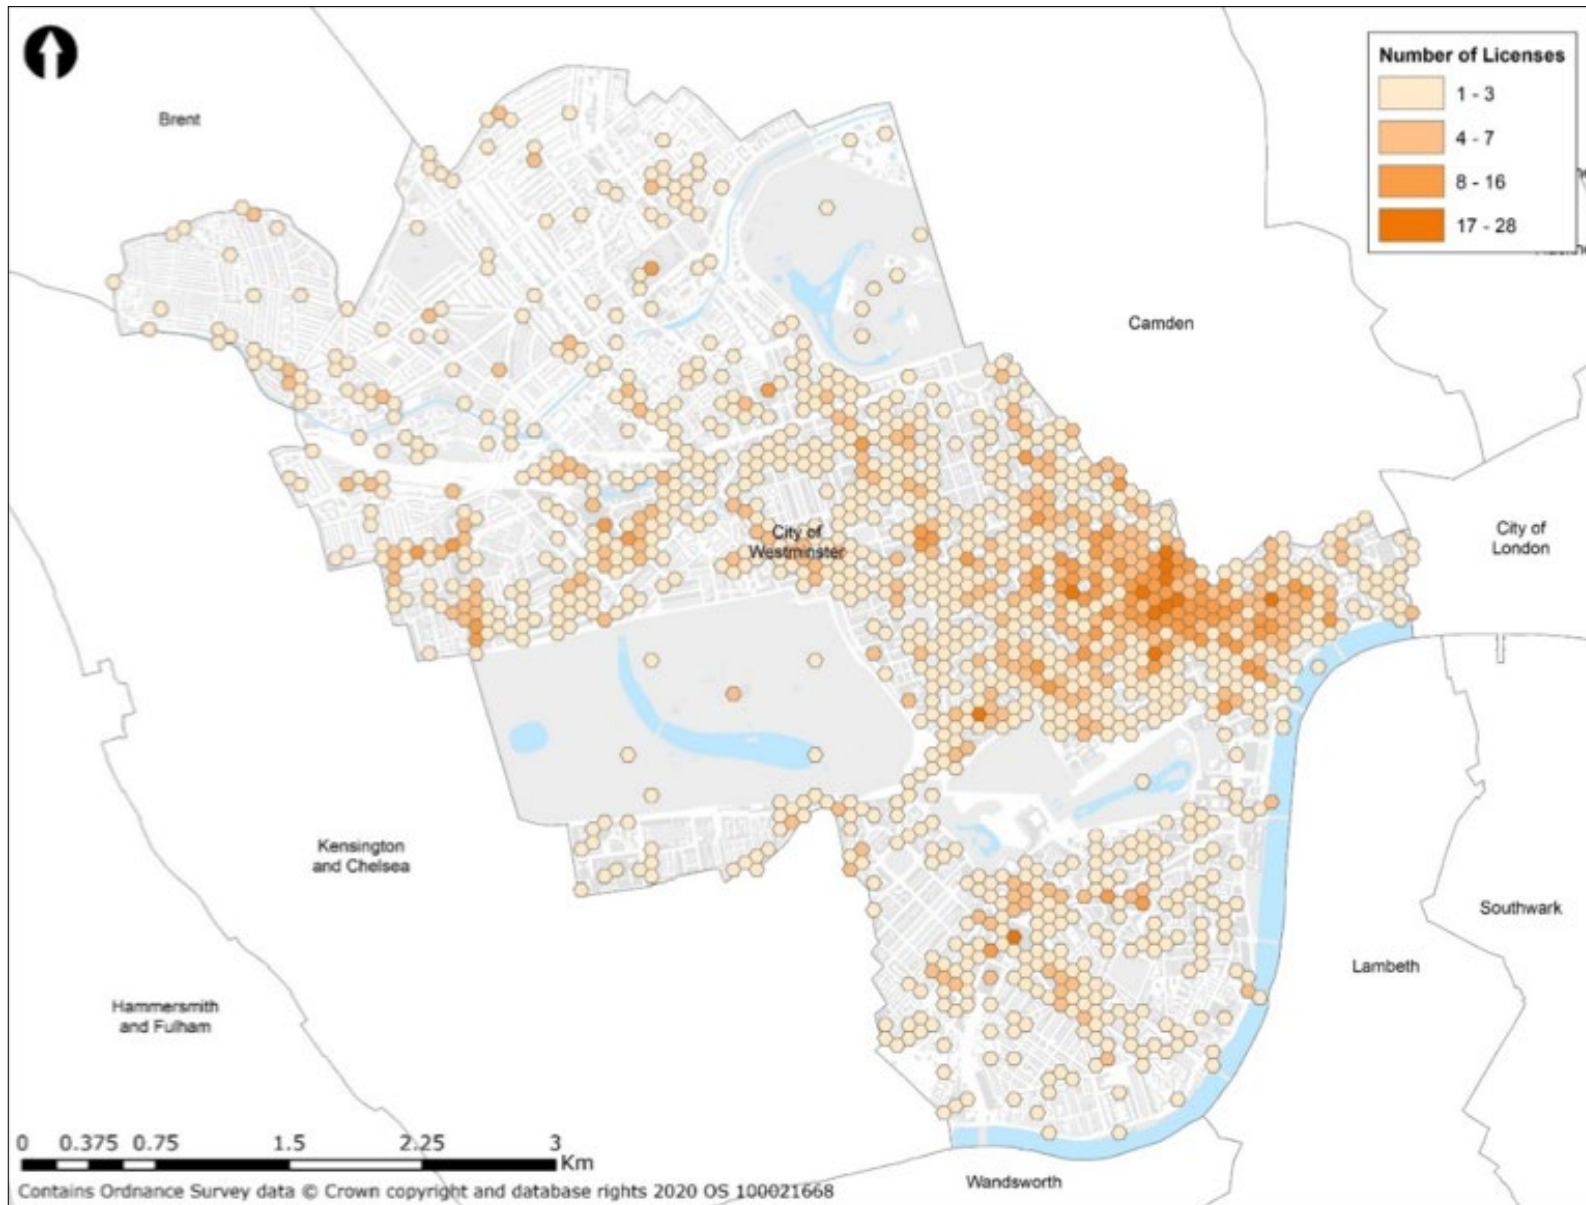 Number of Licenses
1 - 3
4 - 7
8 - 16
17 - 28
Brent
Camden
City of
Westminster
City of
London
Kensington
and Chelsea
Southwark
Lambeth
Hammersmith
and Fulham
Wandsworth
0 0.375 0.75 1.5 2.25 3
Km
Contains Ordnance Survey data © Crown copyright and database rights 2020 OS 100021668